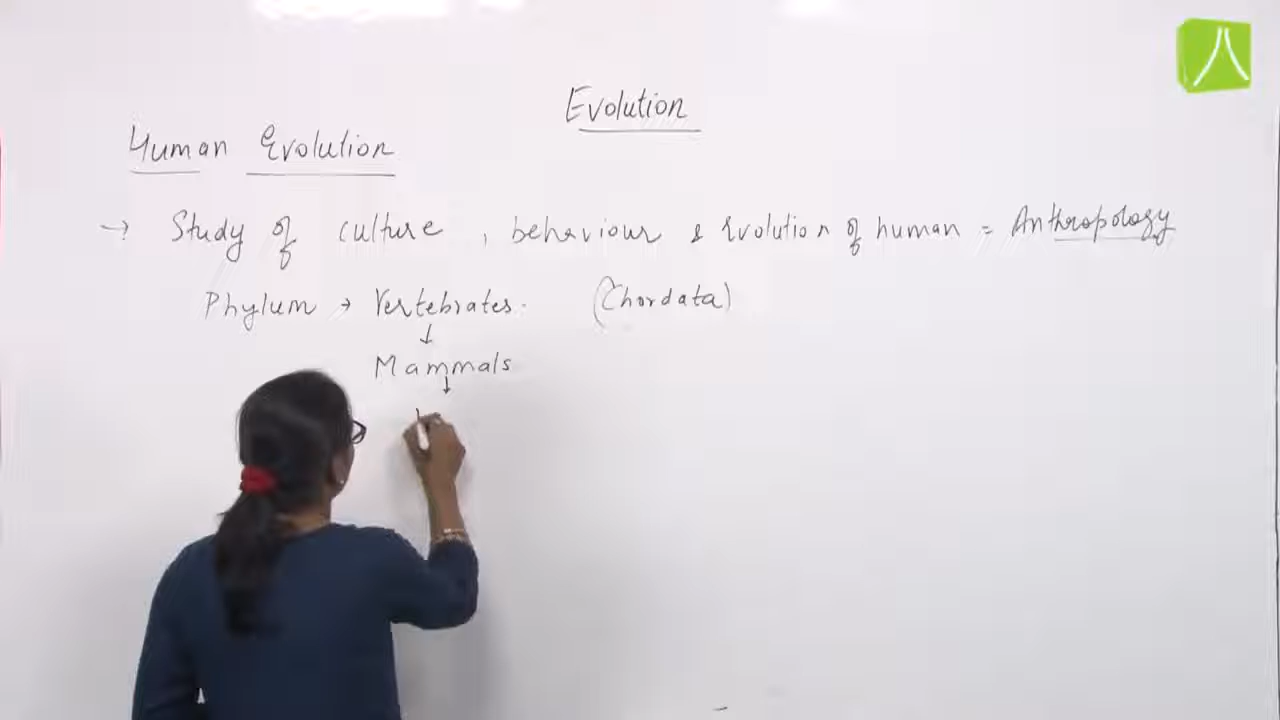 Evolution
Human Evolution
→ Study of culture, behaviour & Evolution of human = Anthropology
Phylum → Vertebrates. (Chordata)
↓
Mammals
↓